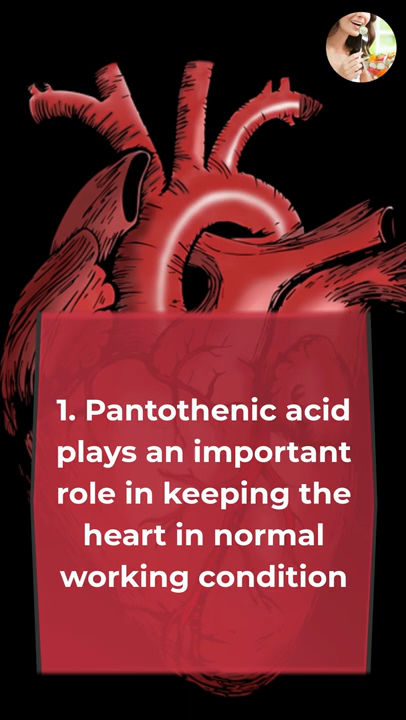 1. Pantothenic acid
plays an important
role in keeping the
heart in normal
working condition